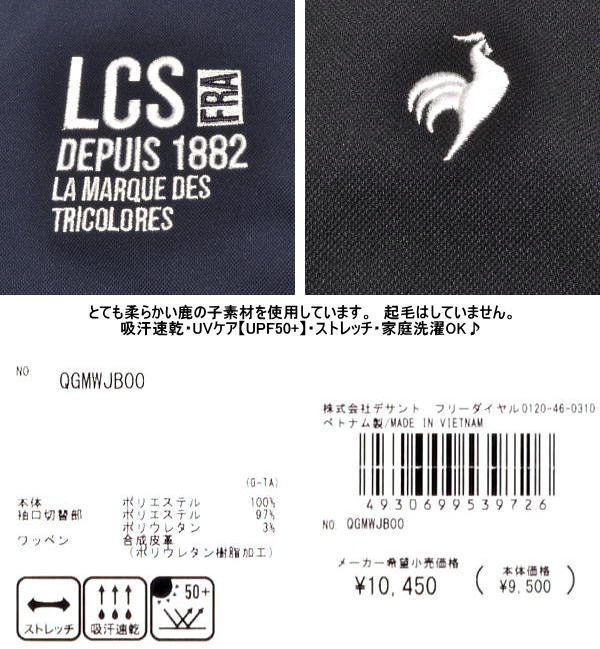 LCS FRA
DEPUIS 1882
LA MARQUE DES
TRICOLORES
とても柔らかい鹿の子素材を使用しています。 起毛はしていません。
吸汗速乾・UVケア【UPF50+】・ストレッチ・家庭洗濯OK♪
NO QGMWJB00
(G-TA)
本体 ポリエステル 100%
袖口切替部 ポリエステル 97%
ポリウレタン 3%
ワッペン 合成皮革
(ポリウレタン樹脂加工)
ストレッチ
吸汗速乾
50+
株式会社デサント フリーダイヤル0120-46-0310
ベトナム製/MADE IN VIETNAM
4930699539726
NO. QGMWJB00
メーカー希望小売価格
¥10,450
(本体価格
¥9,500)